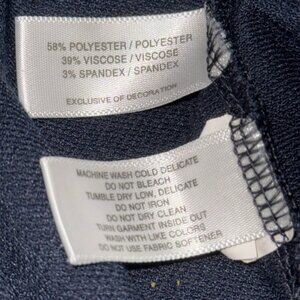 58% POLYESTER / POLYESTER
39% VISCOSE / VISCOSE
3% SPANDEX / SPANDEX
EXCLUSIVE OF DECORATION
MACHINE WASH COLD DELICATE
DO NOT BLEACH
TUMBLE DRY LOW, DELICATE
DO NOT IRON
DO NOT DRY CLEAN
TURN GARMENT INSIDE OUT
WASH WITH LIKE COLORS
DO NOT USE FABRIC SOFTENER